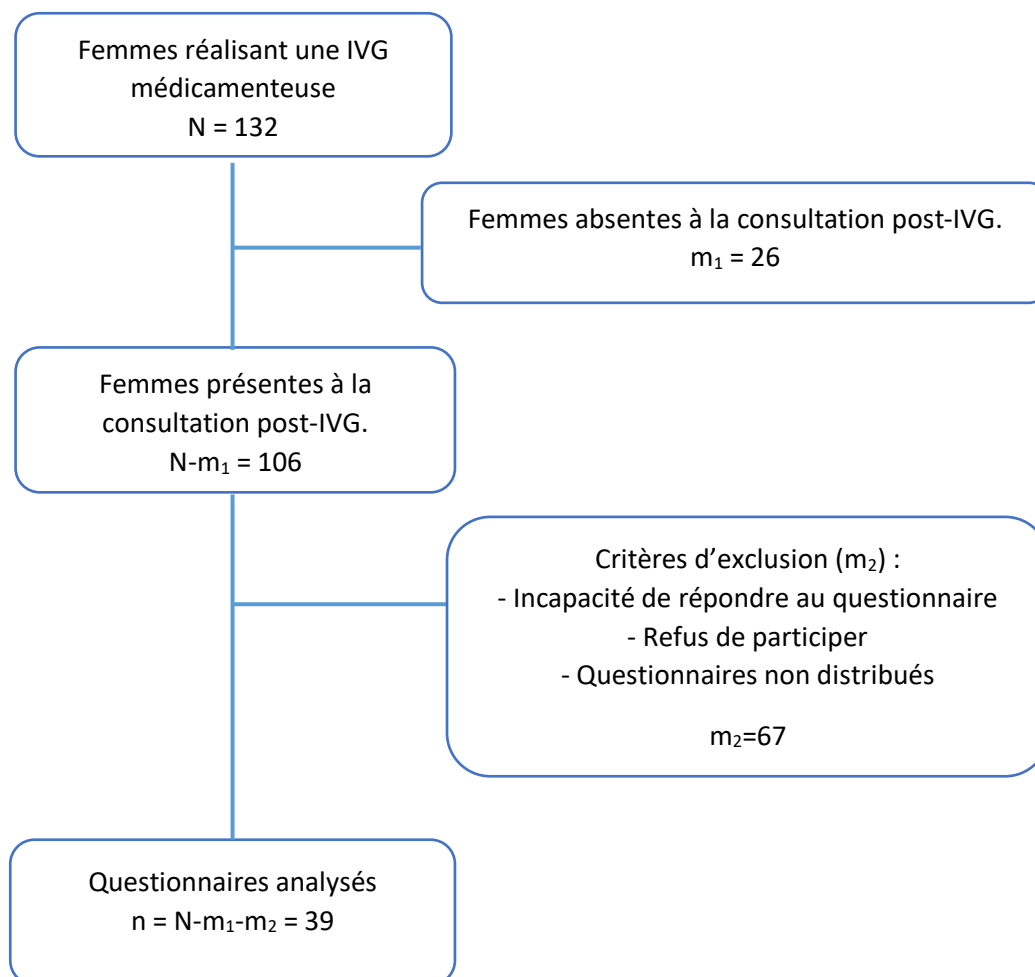 Femmes réalisant une IVG
médicamenteuse
N = 132
Femmes absentes à la consultation post-IVG.
m₁ = 26
Femmes présentes à la
consultation post-IVG.
N-m₁ = 106
Critères d’exclusion (m₂) :
- Incapacité de répondre au questionnaire
- Refus de participer
- Questionnaires non distribués
m₂=67
Questionnaires analysés
n = N-m₁-m₂ = 39